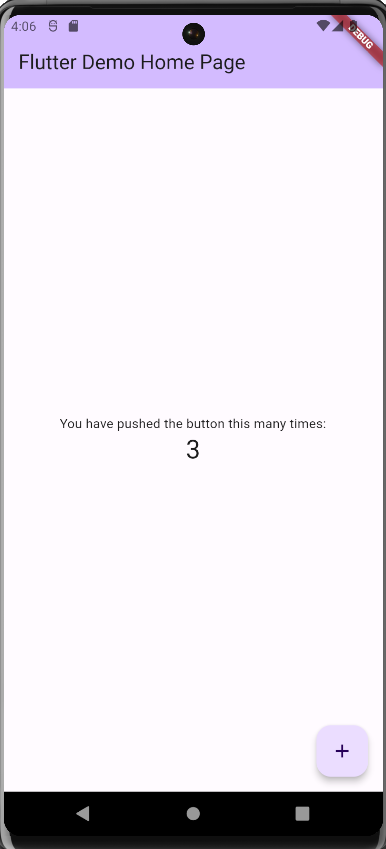 4:06
DEBUG
Flutter Demo Home Page
You have pushed the button this many times:
3
+